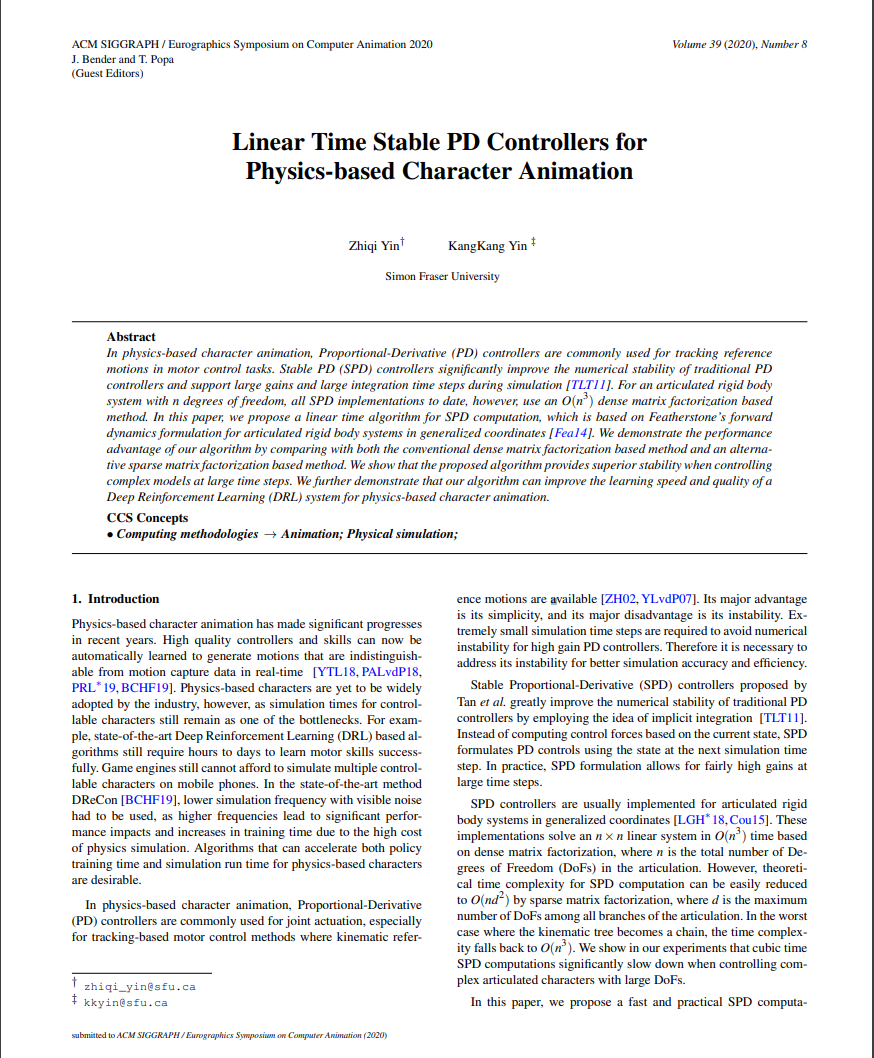 ACM SIGGRAPH / Eurographics Symposium on Computer Animation 2020
J. Bender and T. Popa
(Guest Editors)
Volume 39 (2020), Number 8
Linear Time Stable PD Controllers for
Physics-based Character Animation
Zhiqi Yin† KangKang Yin ‡
Simon Fraser University
Abstract
In physics-based character animation, Proportional-Derivative (PD) controllers are commonly used for tracking reference
motions in motor control tasks. Stable PD (SPD) controllers significantly improve the numerical stability of traditional PD
controllers and support large gains and large integration time steps during simulation [TLT11]. For an articulated rigid body
system with n degrees of freedom, all SPD implementations to date, however, use an O(n³) dense matrix factorization based
method. In this paper, we propose a linear time algorithm for SPD computation, which is based on Featherstone's forward
dynamics formulation for articulated rigid body systems in generalized coordinates [Fea14]. We demonstrate the performance
advantage of our algorithm by comparing with both the conventional dense matrix factorization based method and an alterna-
tive sparse matrix factorization based method. We show that the proposed algorithm provides superior stability when controlling
complex models at large time steps. We further demonstrate that our algorithm can improve the learning speed and quality of a
Deep Reinforcement Learning (DRL) system for physics-based character animation.
CCS Concepts
• Computing methodologies → Animation; Physical simulation;
1. Introduction
Physics-based character animation has made significant progresses
in recent years. High quality controllers and skills can now be
automatically learned to generate motions that are indistinguish-
able from motion capture data in real-time [YTL18, PALvdP18,
PRL*19, BCHF19]. Physics-based characters are yet to be widely
adopted by the industry, however, as simulation times for control-
lable characters still remain as one of the bottlenecks. For exam-
ple, state-of-the-art Deep Reinforcement Learning (DRL) based al-
gorithms still require hours to days to learn motor skills success-
fully. Game engines still cannot afford to simulate multiple control-
lable characters on mobile phones. In the state-of-the-art method
DReCon [BCHF19], lower simulation frequency with visible noise
had to be used, as higher frequencies lead to significant perfor-
mance impacts and increases in training time due to the high cost
of physics simulation. Algorithms that can accelerate both policy
training time and simulation run time for physics-based characters
are desirable.
In physics-based character animation, Proportional-Derivative
(PD) controllers are commonly used for joint actuation, especially
for tracking-based motor control methods where kinematic refer-
† zhiqi_yin@sfu.ca
‡ kkyin@sfu.ca
submitted to ACM SIGGRAPH / Eurographics Symposium on Computer Animation (2020)
ence motions are available [ZH02, YLvdP07]. Its major advantage
is its simplicity, and its major disadvantage is its instability. Ex-
tremely small simulation time steps are required to avoid numerical
instability for high gain PD controllers. Therefore it is necessary to
address its instability for better simulation accuracy and efficiency.
Stable Proportional-Derivative (SPD) controllers proposed by
Tan et al. greatly improve the numerical stability of traditional PD
controllers by employing the idea of implicit integration [TLT11].
Instead of computing control forces based on the current state, SPD
formulates PD controls using the state at the next simulation time
step. In practice, SPD formulation allows for fairly high gains at
large time steps.
SPD controllers are usually implemented for articulated rigid
body systems in generalized coordinates [LGH*18, Cou15]. These
implementations solve an n × n linear system in O(n³) time based
on dense matrix factorization, where n is the total number of De-
grees of Freedom (DoFs) in the articulation. However, theoreti-
cal time complexity for SPD computation can be easily reduced
to O(nd²) by sparse matrix factorization, where d is the maximum
number of DoFs among all branches of the articulation. In the worst
case where the kinematic tree becomes a chain, the time complex-
ity falls back to O(n³). We show in our experiments that cubic time
SPD computations significantly slow down when controlling com-
plex articulated characters with large DoFs.
In this paper, we propose a fast and practical SPD computa-